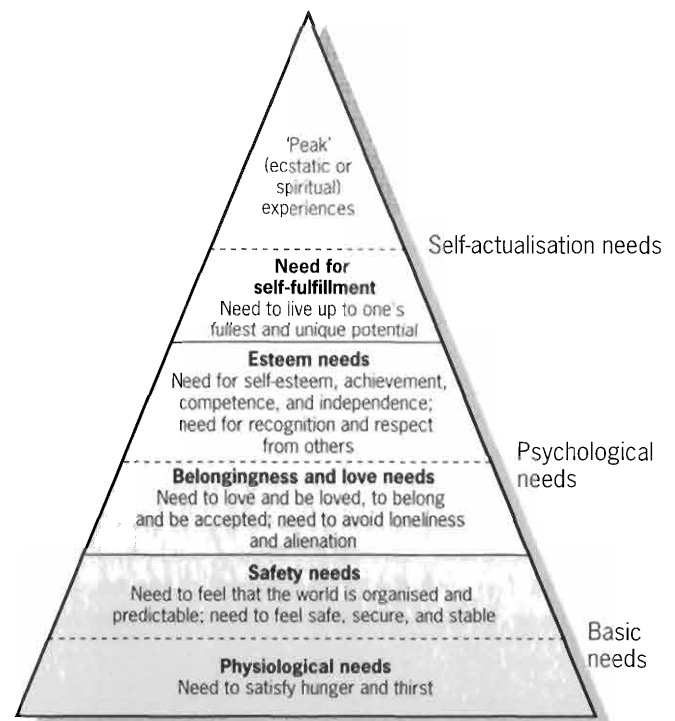 'Peak'
(ecstatic or
spiritual)
experiences
Self-actualisation needs
Need for
self-fulfillment
Need to live up to one's
fullest and unique potential
Esteem needs
Need for self-esteem, achievement,
competence, and independence;
need for recognition and respect
from others
Psychological
needs
Belongingness and love needs
Need to love and be loved, to belong
and be accepted; need to avoid loneliness
and alienation
Safety needs
Need to feel that the world is organised and
predictable; need to feel safe, secure, and stable
Basic
needs
Physiological needs
Need to satisfy hunger and thirst